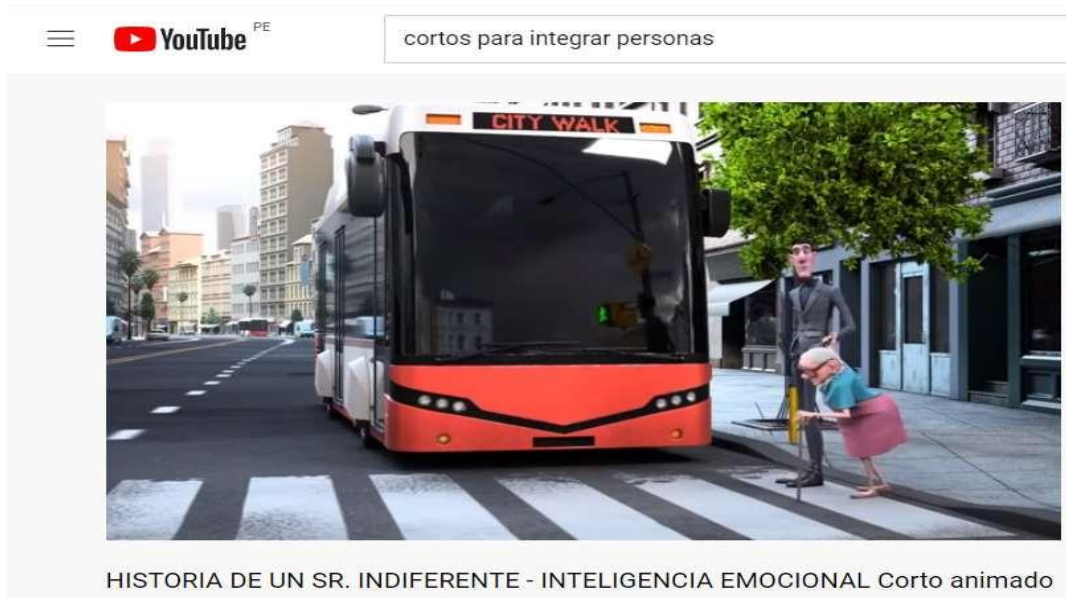 YouTube PE
cortos para integrar personas
CITY WALK
HISTORIA DE UN SR. INDIFERENTE - INTELIGENCIA EMOCIONAL Corto animado